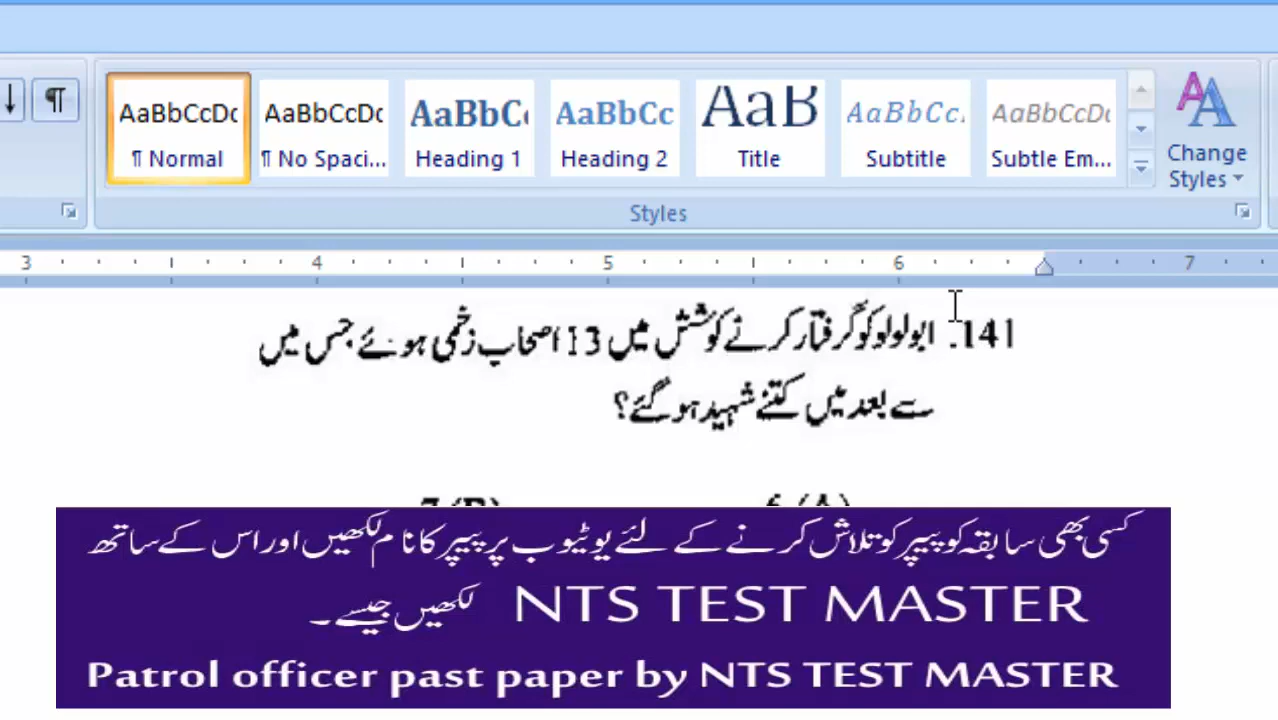 AaBbCcDc AaBbCcDc AaBbC AaBbCc AaB AaBbCc. AaBbCcDc
¶ Normal ¶ No Spaci... Heading 1 Heading 2 Title Subtitle Subtle Em... Change Styles
Styles
3 4 5 6 7
141. ابولولو کو گرفتار کرنے کوشش میں 13 اصحاب زخمی ہوئے جس میں
سے بعد میں کتنے شہید ہو گئے؟
6 (A) 7 (B)
کسی بھی سابقہ کو پیپر کو تلاش کرنے کے لئے یوٹیوب پر پیپر کا نام لکھیں اور اس کے ساتھ
NTS TEST MASTER لکھیں جیسے۔
Patrol officer past paper by NTS TEST MASTER